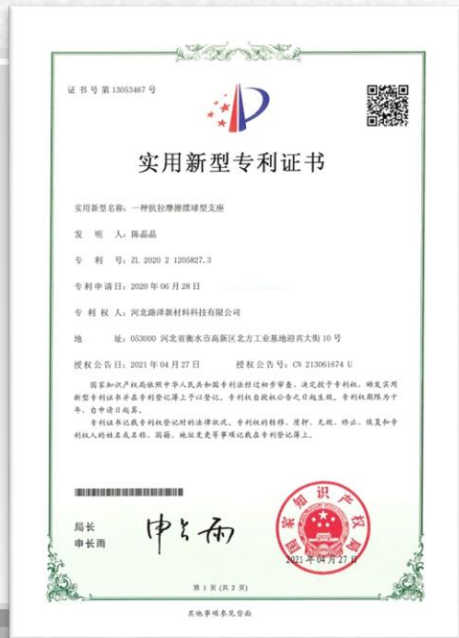 证书号第13053467号
实用新型专利证书
实用新型名称：一种抗拉摩擦摆球型支座
发 明 人：陈晶晶
专 利 号：ZL 2020 2 1205827.3
专利申请日：2020年06月28日
专 利 权 人：河北路泽新材料科技有限公司
地 址：053000 河北省衡水市高新区北方工业基地迎宾大街10号
授权公告日：2021年04月27日 授权公告号：CN 213061674 U
国家知识产权局依照中华人民共和国专利法经过初步审查，决定授予专利权，颁发实用
新型专利证书并在专利登记簿上予以登记。专利权自授权公告之日起生效。专利权期限为十
年，自申请日起算。
专利证书记载专利权登记时的法律状况。专利权的转移、质押、无效、终止、恢复和专
利权人的姓名或名称、国籍、地址变更等事项记载在专利登记簿上。
局长
申长雨
申长雨
国家知识产权局
2021年04月27日
第 1 页 (共 2 页)
其他事项参见背面